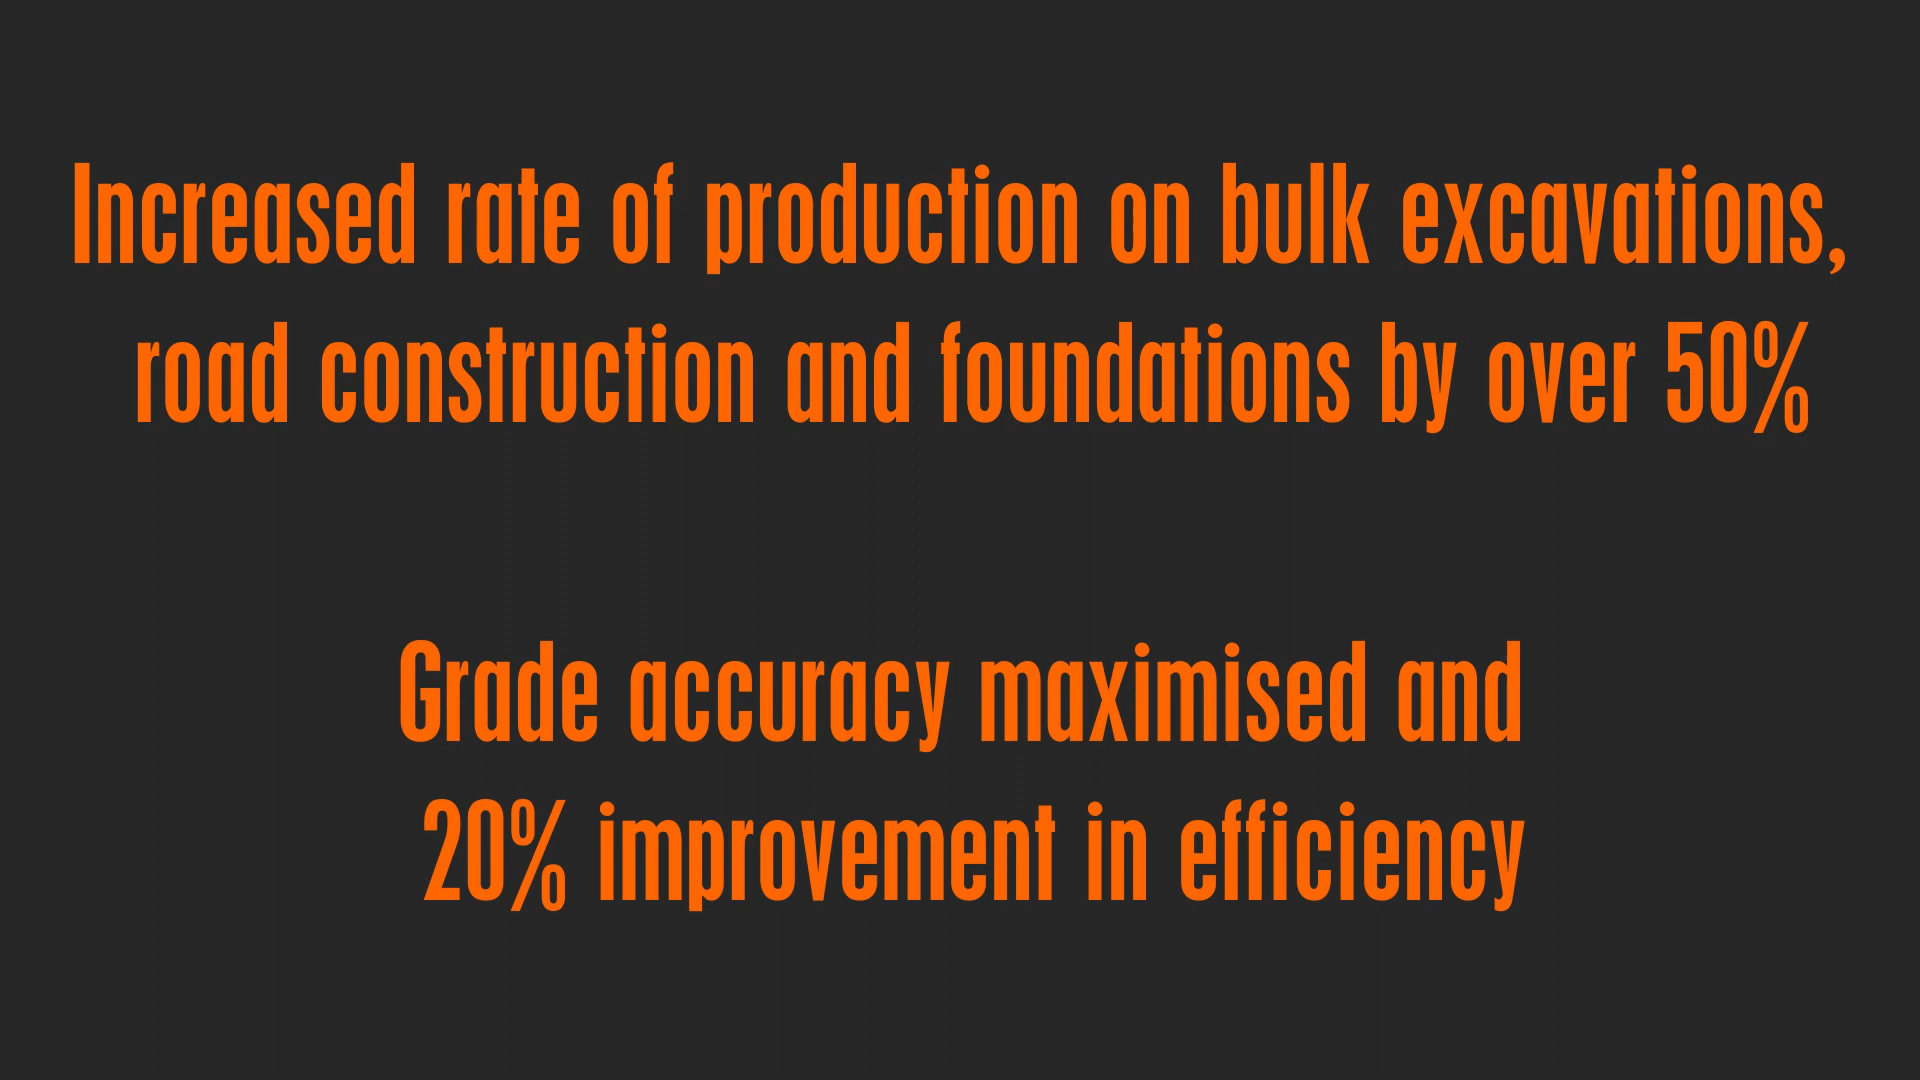 Increased rate of production on bulk excavations,
road construction and foundations by over 50%
Grade accuracy maximised and
20% improvement in efficiency